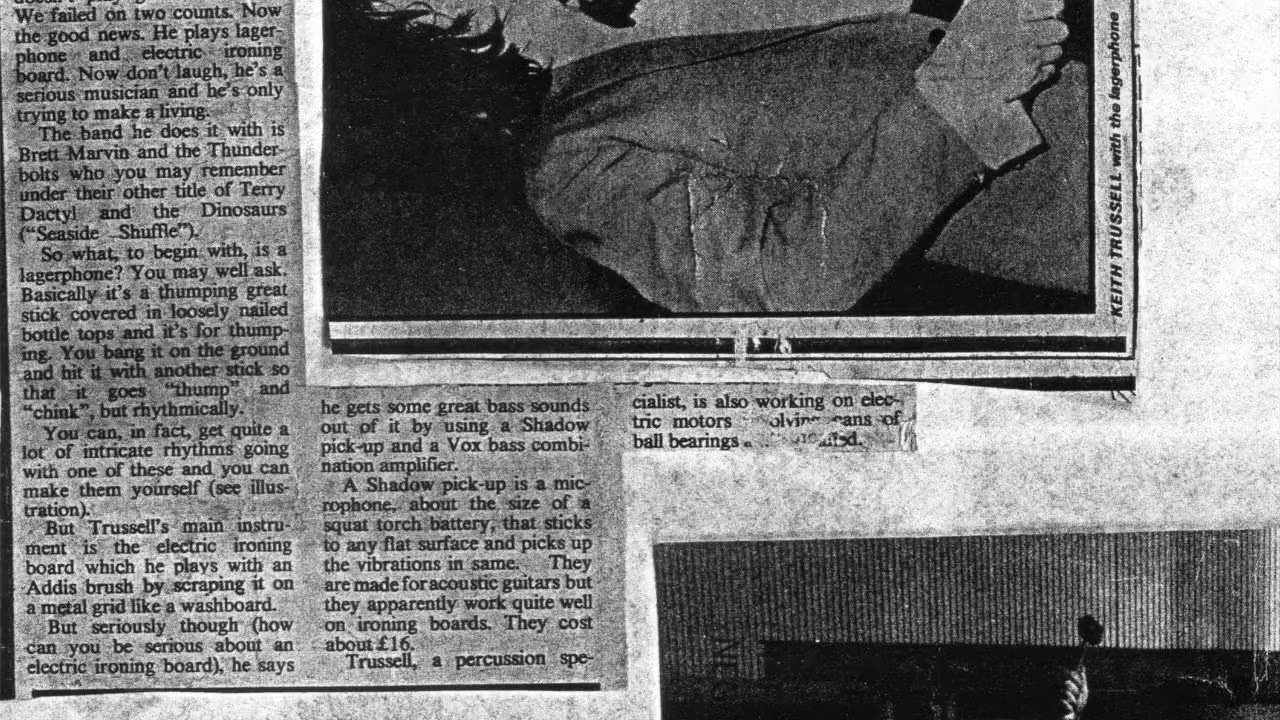 We failed on two counts. Now
the good news. He plays lager-
phone and electric ironing
board. Now don't laugh, he's a
serious musician and he's only
trying to make a living.
The band he does it with is
Brett Marvin and the Thunder-
bolts who you may remember
under their other title of Terry
Dactyl and the Dinosaurs
("Seaside Shuffle").
So what, to begin with, is a
lagerphone? You may well ask.
Basically it's a thumping great
stick covered in loosely nailed
bottle tops and it's for thump-
ing. You bang it on the ground
and hit it with another stick so
that it goes "thump" and
"chink", but rhythmically.
You can, in fact, get quite a
lot of intricate rhythms going
with one of these and you can
make them yourself (see illus-
tration).
But Trussell's main instru-
ment is the electric ironing
board which he plays with an
Addis brush by scraping it on
a metal grid like a washboard.
But seriously though (how
can you be serious about an
electric ironing board), he says
he gets some great bass sounds
out of it by using a Shadow
pick-up and a Vox bass combi-
nation amplifier.
A Shadow pick-up is a mic-
rophone, about the size of a
squat torch battery, that sticks
to any flat surface and picks up
the vibrations in same. They
are made for acoustic guitars but
they apparently work quite well
on ironing boards. They cost
about £16.
Trussell, a percussion spe-
cialist, is also working on elec-
tric motors cans of
ball bearings
KEITH TRUSSELL with the lagerphone